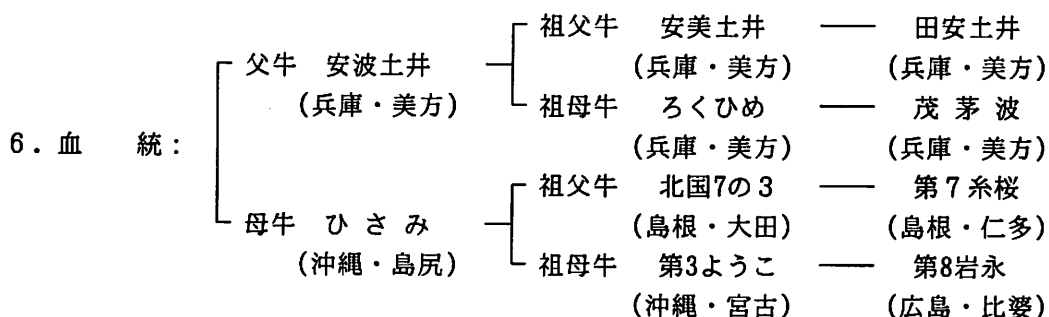 祖父牛 安美土井 ── 田安土井
父牛 安波土井 (兵庫・美方) (兵庫・美方)
(兵庫・美方) 祖母牛 ろくひめ ── 茂茅波
6.血 統: (兵庫・美方) (兵庫・美方)
祖父牛 北国7の3 ── 第7糸桜
母牛 ひさみ (島根・大田) (島根・仁多)
(沖縄・島尻) 祖母牛 第3ようこ ── 第8岩永
(沖縄・宮古) (広島・比婆)